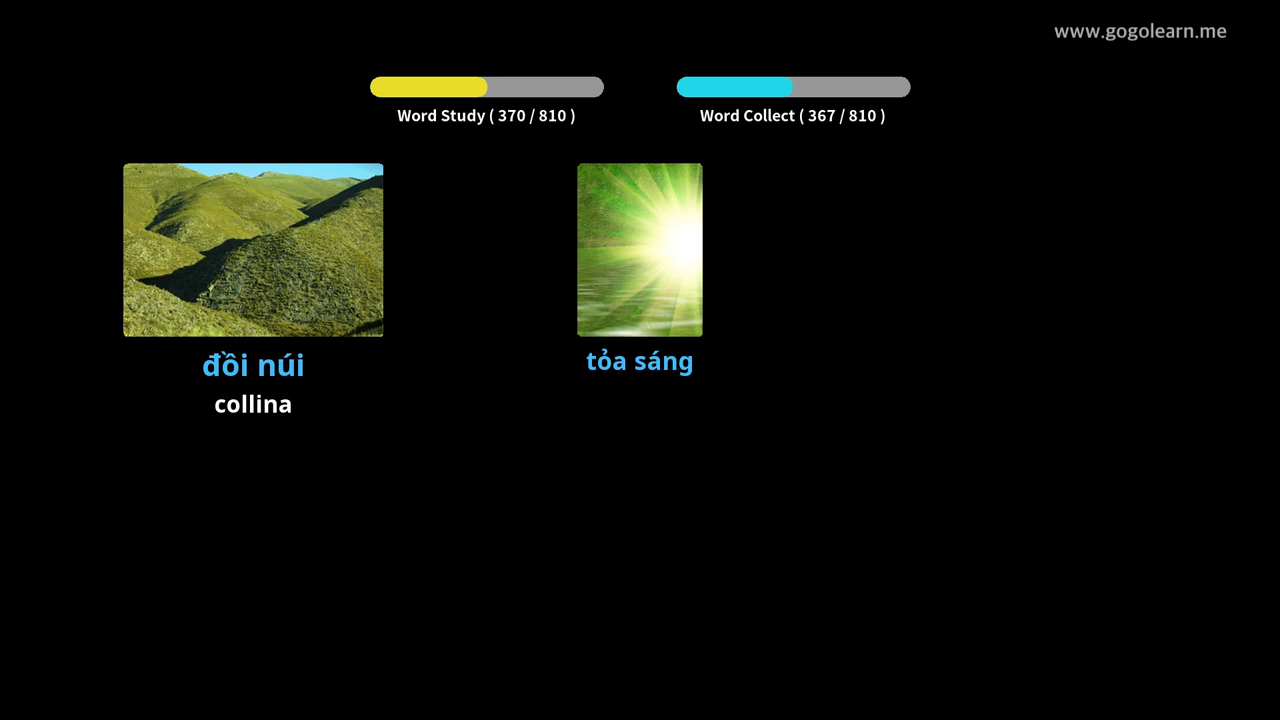 www.gogolearn.me
Word Study ( 370 / 810 )
Word Collect ( 367 / 810 )
đồi núi
collina
tỏa sáng